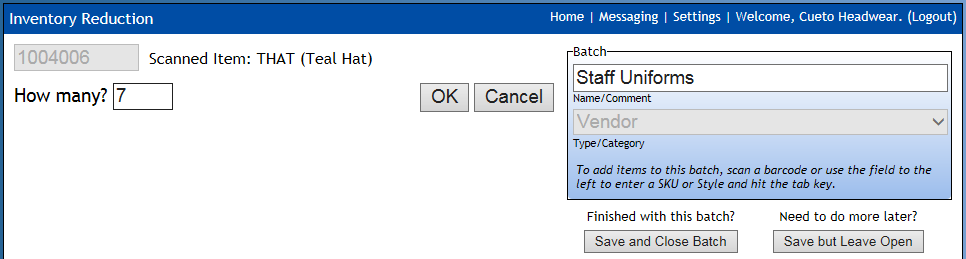 Inventory Reduction
Home | Messaging | Settings | Welcome, Cueto Headwear. (Logout)
1004006 Scanned Item: THAT (Teal Hat)
How many? 7 OK Cancel
Batch
Staff Uniforms
Name/Comment
Vendor
Type/Category
To add items to this batch, scan a barcode or use the field to the
left to enter a SKU or Style and hit the tab key.
Finished with this batch? Need to do more later?
Save and Close Batch Save but Leave Open